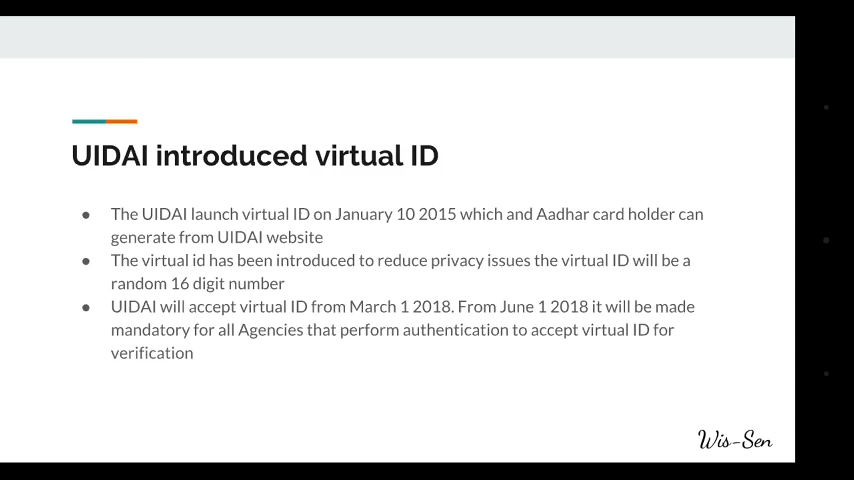 UIDAI introduced virtual ID
● The UIDAI launch virtual ID on January 10 2015 which and Aadhar card holder can
generate from UIDAI website
● The virtual id has been introduced to reduce privacy issues the virtual ID will be a
random 16 digit number
● UIDAI will accept virtual ID from March 1 2018. From June 1 2018 it will be made
mandatory for all Agencies that perform authentication to accept virtual ID for
verification
Wis-Sen